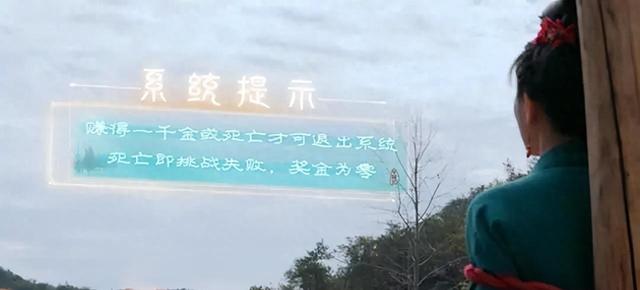 系统提示
赚得一千金或死亡才可退出系统
死亡即挑战失败，奖金为零